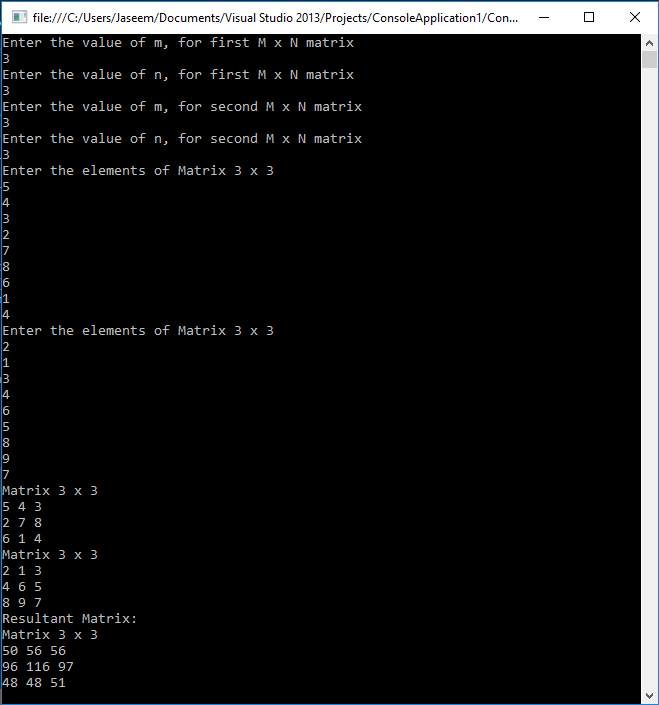 file:///C:/Users/Jaseem/Documents/Visual Studio 2013/Projects/ConsoleApplication1/Con...
Enter the value of m, for first M x N matrix
3
Enter the value of n, for first M x N matrix
3
Enter the value of m, for second M x N matrix
3
Enter the value of n, for second M x N matrix
3
Enter the elements of Matrix 3 x 3
5
4
3
2
7
8
6
1
4
Enter the elements of Matrix 3 x 3
2
1
3
4
6
5
8
9
7
Matrix 3 x 3
5 4 3
2 7 8
6 1 4
Matrix 3 x 3
2 1 3
4 6 5
8 9 7
Resultant Matrix:
Matrix 3 x 3
50 56 56
96 116 97
48 48 51